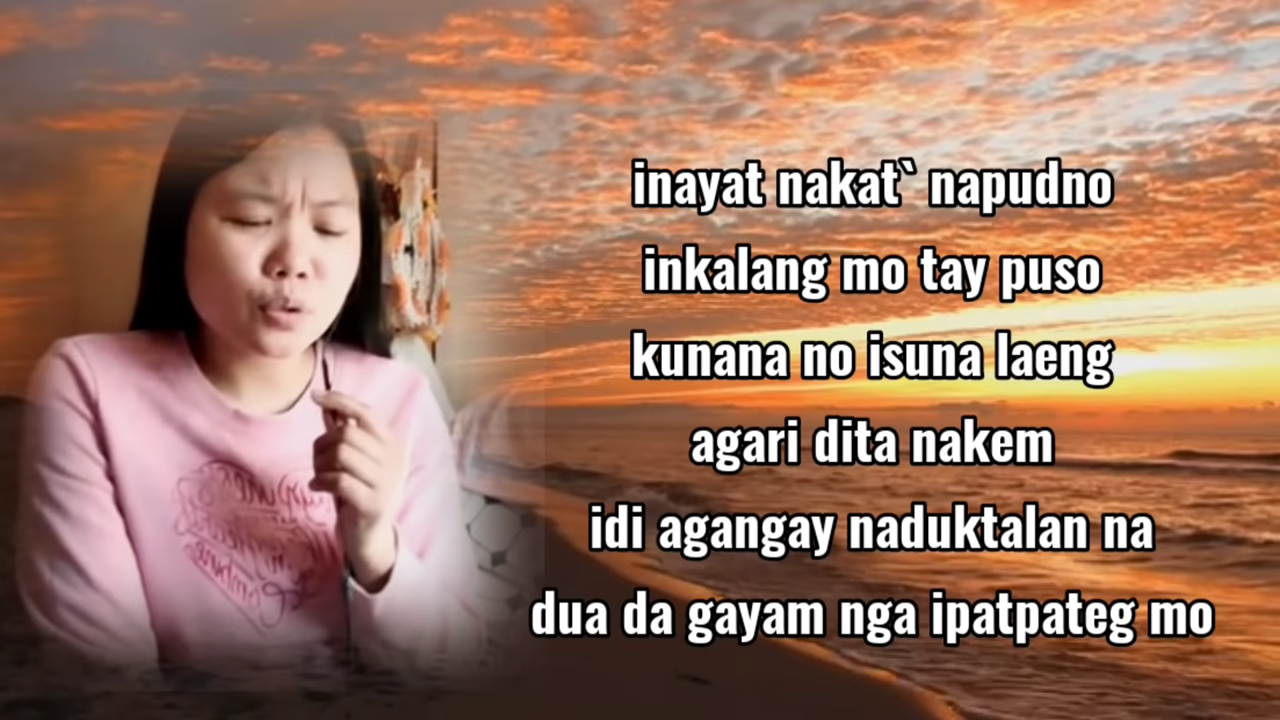 inayat nakat` napudno
inkalang mo tay puso
kunana no isuna laeng
agari dita nakem
idi agangay naduktalan na
dua da gayam nga ipatpateg mo